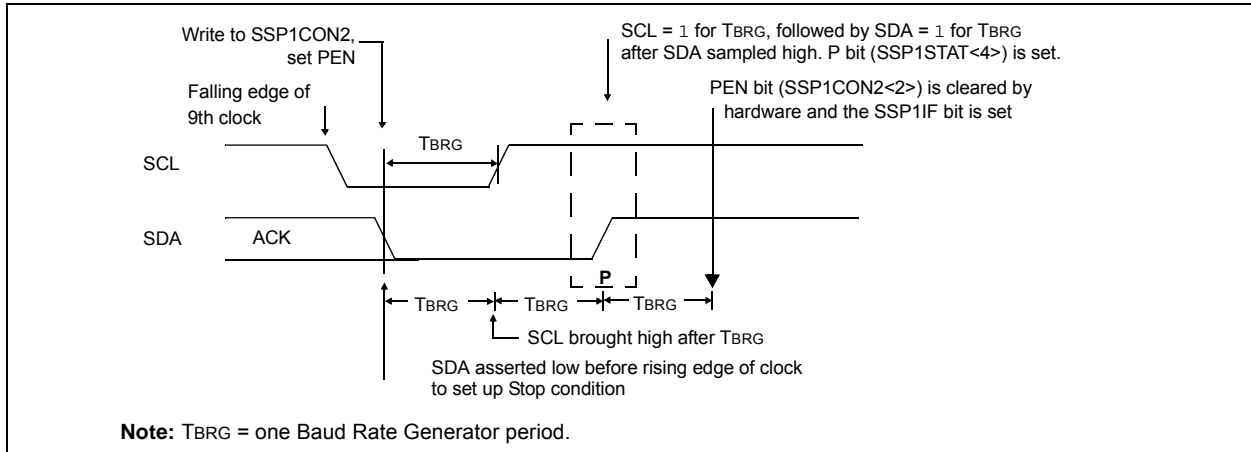 Write to SSP1CON2,
set PEN
SCL = 1 for TBRG, followed by SDA = 1 for TBRG
after SDA sampled high. P bit (SSP1STAT<4>) is set.
Falling edge of
9th clock
PEN bit (SSP1CON2<2>) is cleared by
hardware and the SSP1IF bit is set
TBRG
SCL
SDA
ACK
P
TBRG
TBRG
TBRG
SCL brought high after TBRG
SDA asserted low before rising edge of clock
to set up Stop condition
Note: TBRG = one Baud Rate Generator period.